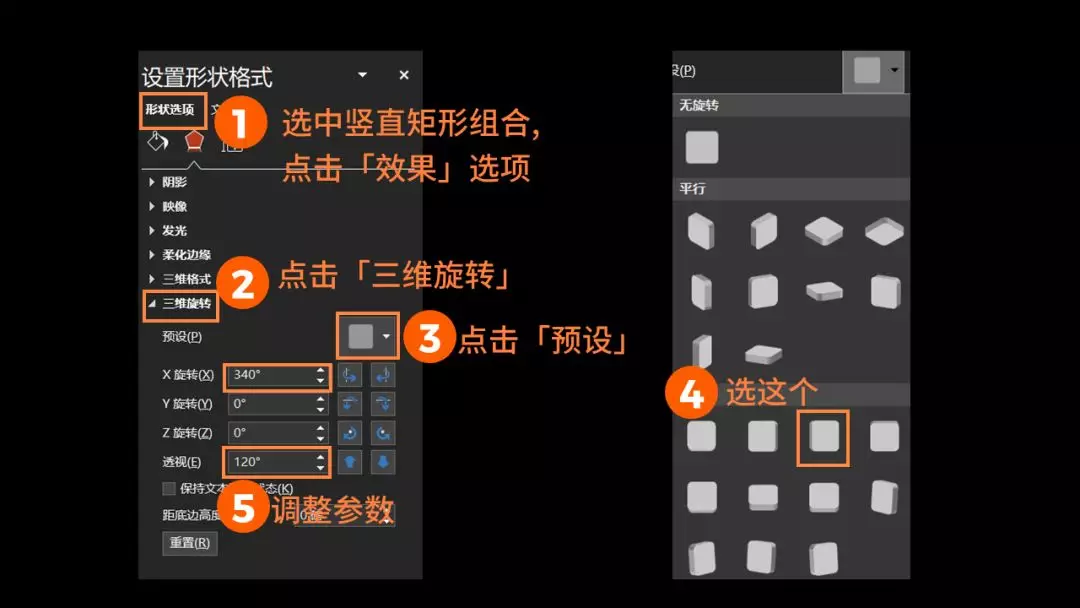 设置形状格式
形状选项
1
选中竖直矩形组合,
点击「效果」选项
阴影
映像
发光
柔化边缘
三维格式
2
点击「三维旋转」
三维旋转
预设(P)
3
点击「预设」
X 旋转(X)
340°
Y 旋转(Y)
0°
Z 旋转(Z)
0°
透视(E)
120°
保持文本
态(K)
距底边高度
5
调整参数
重置(R)
设(P)
无旋转
平行
4
选这个